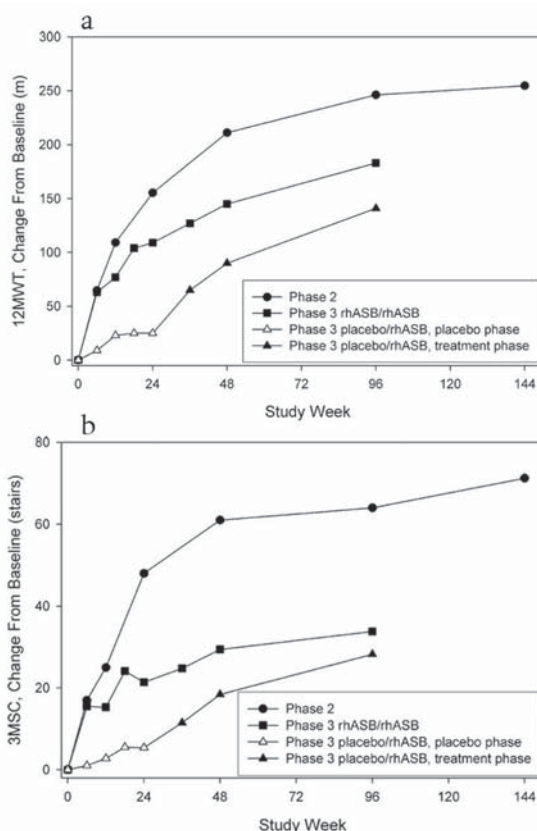 a
300
250
200
150
100
50
0
12MWT, Change From Baseline (m)
Phase 2
Phase 3 rhASB/rhASB
Phase 3 placebo/rhASB, placebo phase
Phase 3 placebo/rASB, treatment phase
0 24 48 96 120 144
Study Week
b
80
60
40
20
0
3MSC, Change From Baseline (stairs)
Phase 2
Phase 3 rhASB/rhASB
Phase 3 placebo/rhASB, placebo phase
Phase 3 placebo/rASB, treatment phase
0 24 48 72 96 120 144
Study Week